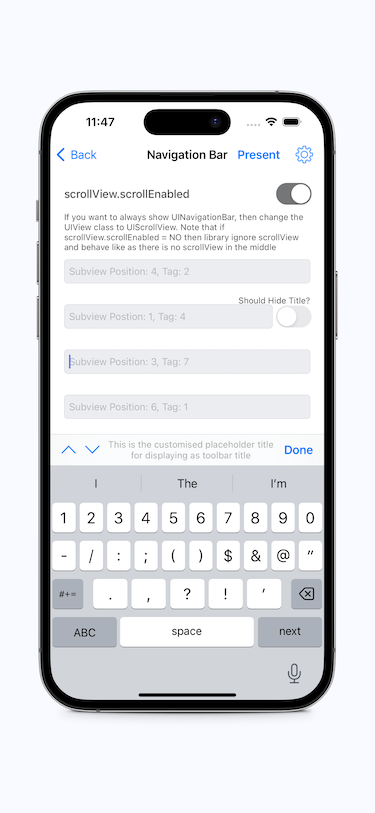 11:47
Back
Navigation Bar
Present
scrollView.scrollEnabled
If you want to always show UINavigationBar, then change the
UIView class to UIScrollView. Note that if
scrollView.scrollEnabled = NO then library ignore scrollView
and behave like as there is no scrollView in the middle
Subview Position: 4, Tag: 2
Should Hide Title?
Subview Postion: 1, Tag: 4
Subview Position: 3, Tag: 7
Subview Position: 6, Tag: 1
This is the customised placeholder title
for displaying as toolbar title
Done
I The I'm
1 2 3 4 5 6 7 8 9 0
- / : ; ( ) $ & @ "
#+= . , ? ! '
ABC space next